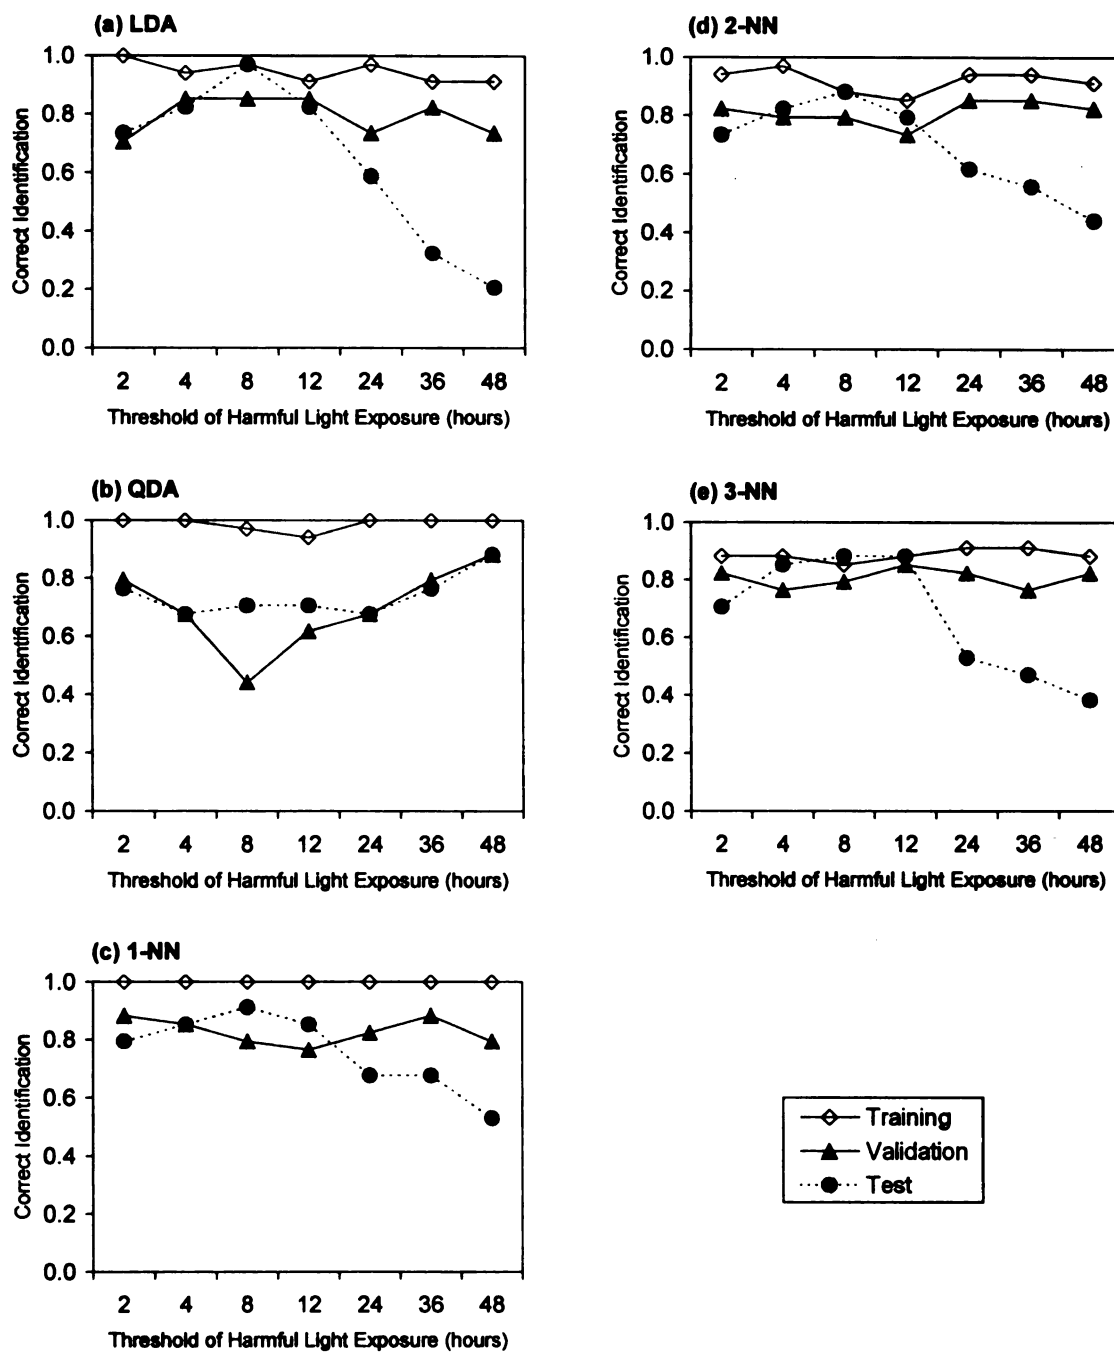 (a) LDA
Correct Identification
1.0
0.8
0.6
0.4
0.2
0.0
2 4 8 12 24 36 48
Threshold of Harmful Light Exposure (hours)
(b) QDA
Correct Identification
1.0
0.8
0.6
0.4
0.2
0.0
2 4 8 12 24 36 48
Threshold of Harmful Light Exposure (hours)
(c) 1-NN
Correct Identification
1.0
0.8
0.6
0.4
0.2
0.0
2 4 8 12 24 36 48
Threshold of Harmful Light Exposure (hours)
(d) 2-NN
Correct Identification
1.0
0.8
0.6
0.4
0.2
0.0
2 4 8 12 24 36 48
Threshold of Harmful Light Exposure (hours)
(e) 3-NN
Correct Identification
1.0
0.8
0.6
0.4
0.2
0.0
2 4 8 12 24 36 48
Threshold of Harmful Light Exposure (hours)
Training
Validation
Test